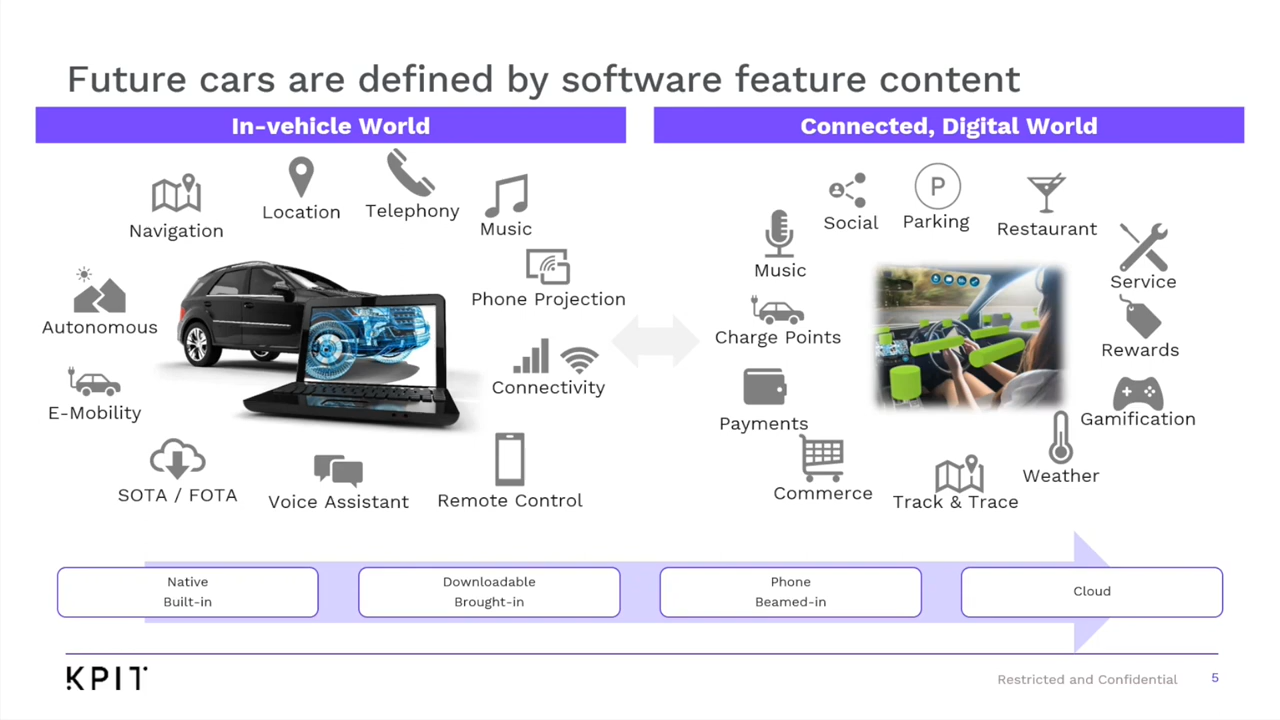 Future cars are defined by software feature content
In-vehicle World
Navigation
Location
Telephony
Music
Phone Projection
Autonomous
Connectivity
E-Mobility
SOTA / FOTA
Voice Assistant
Remote Control
Connected, Digital World
Social
P
Parking
Restaurant
Music
Service
Charge Points
Rewards
Payments
Gamification
Commerce
Track & Trace
Weather
Native
Built-in
Downloadable
Brought-in
Phone
Beamed-in
Cloud
KPIT
Restricted and Confidential
5